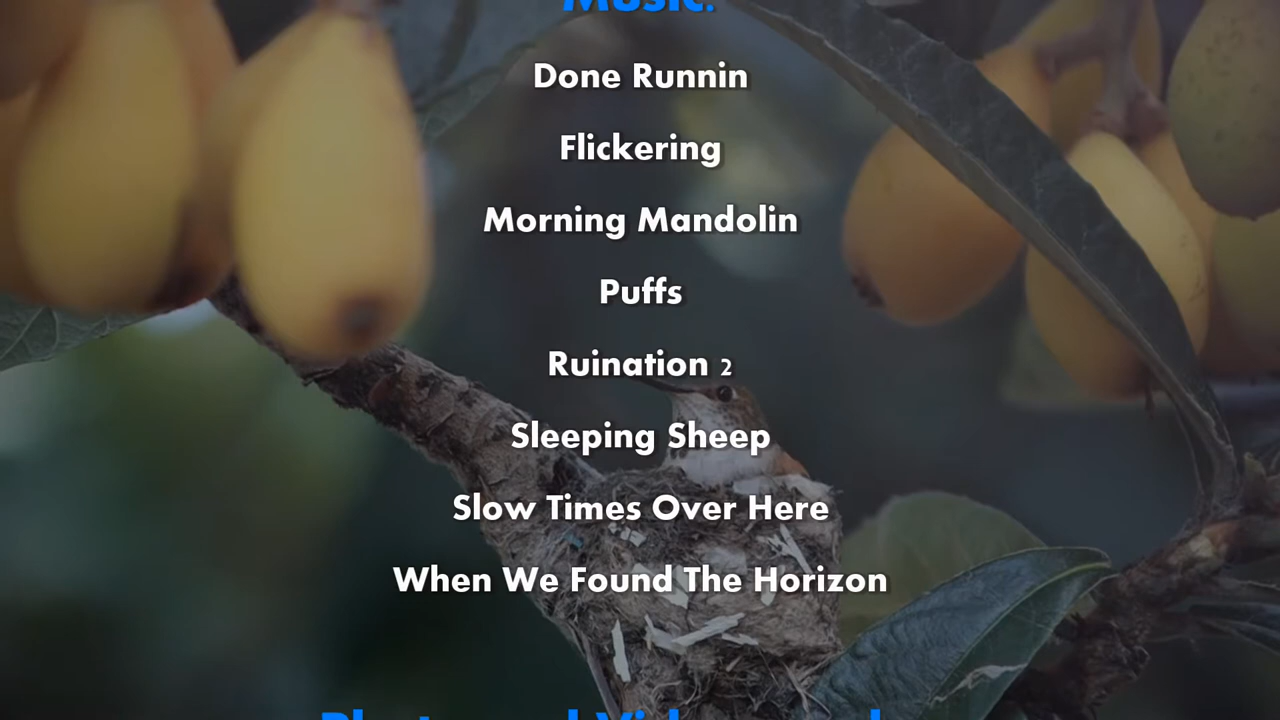 Music:
Done Runnin
Flickering
Morning Mandolin
Puffs
Ruination 2
Sleeping Sheep
Slow Times Over Here
When We Found The Horizon